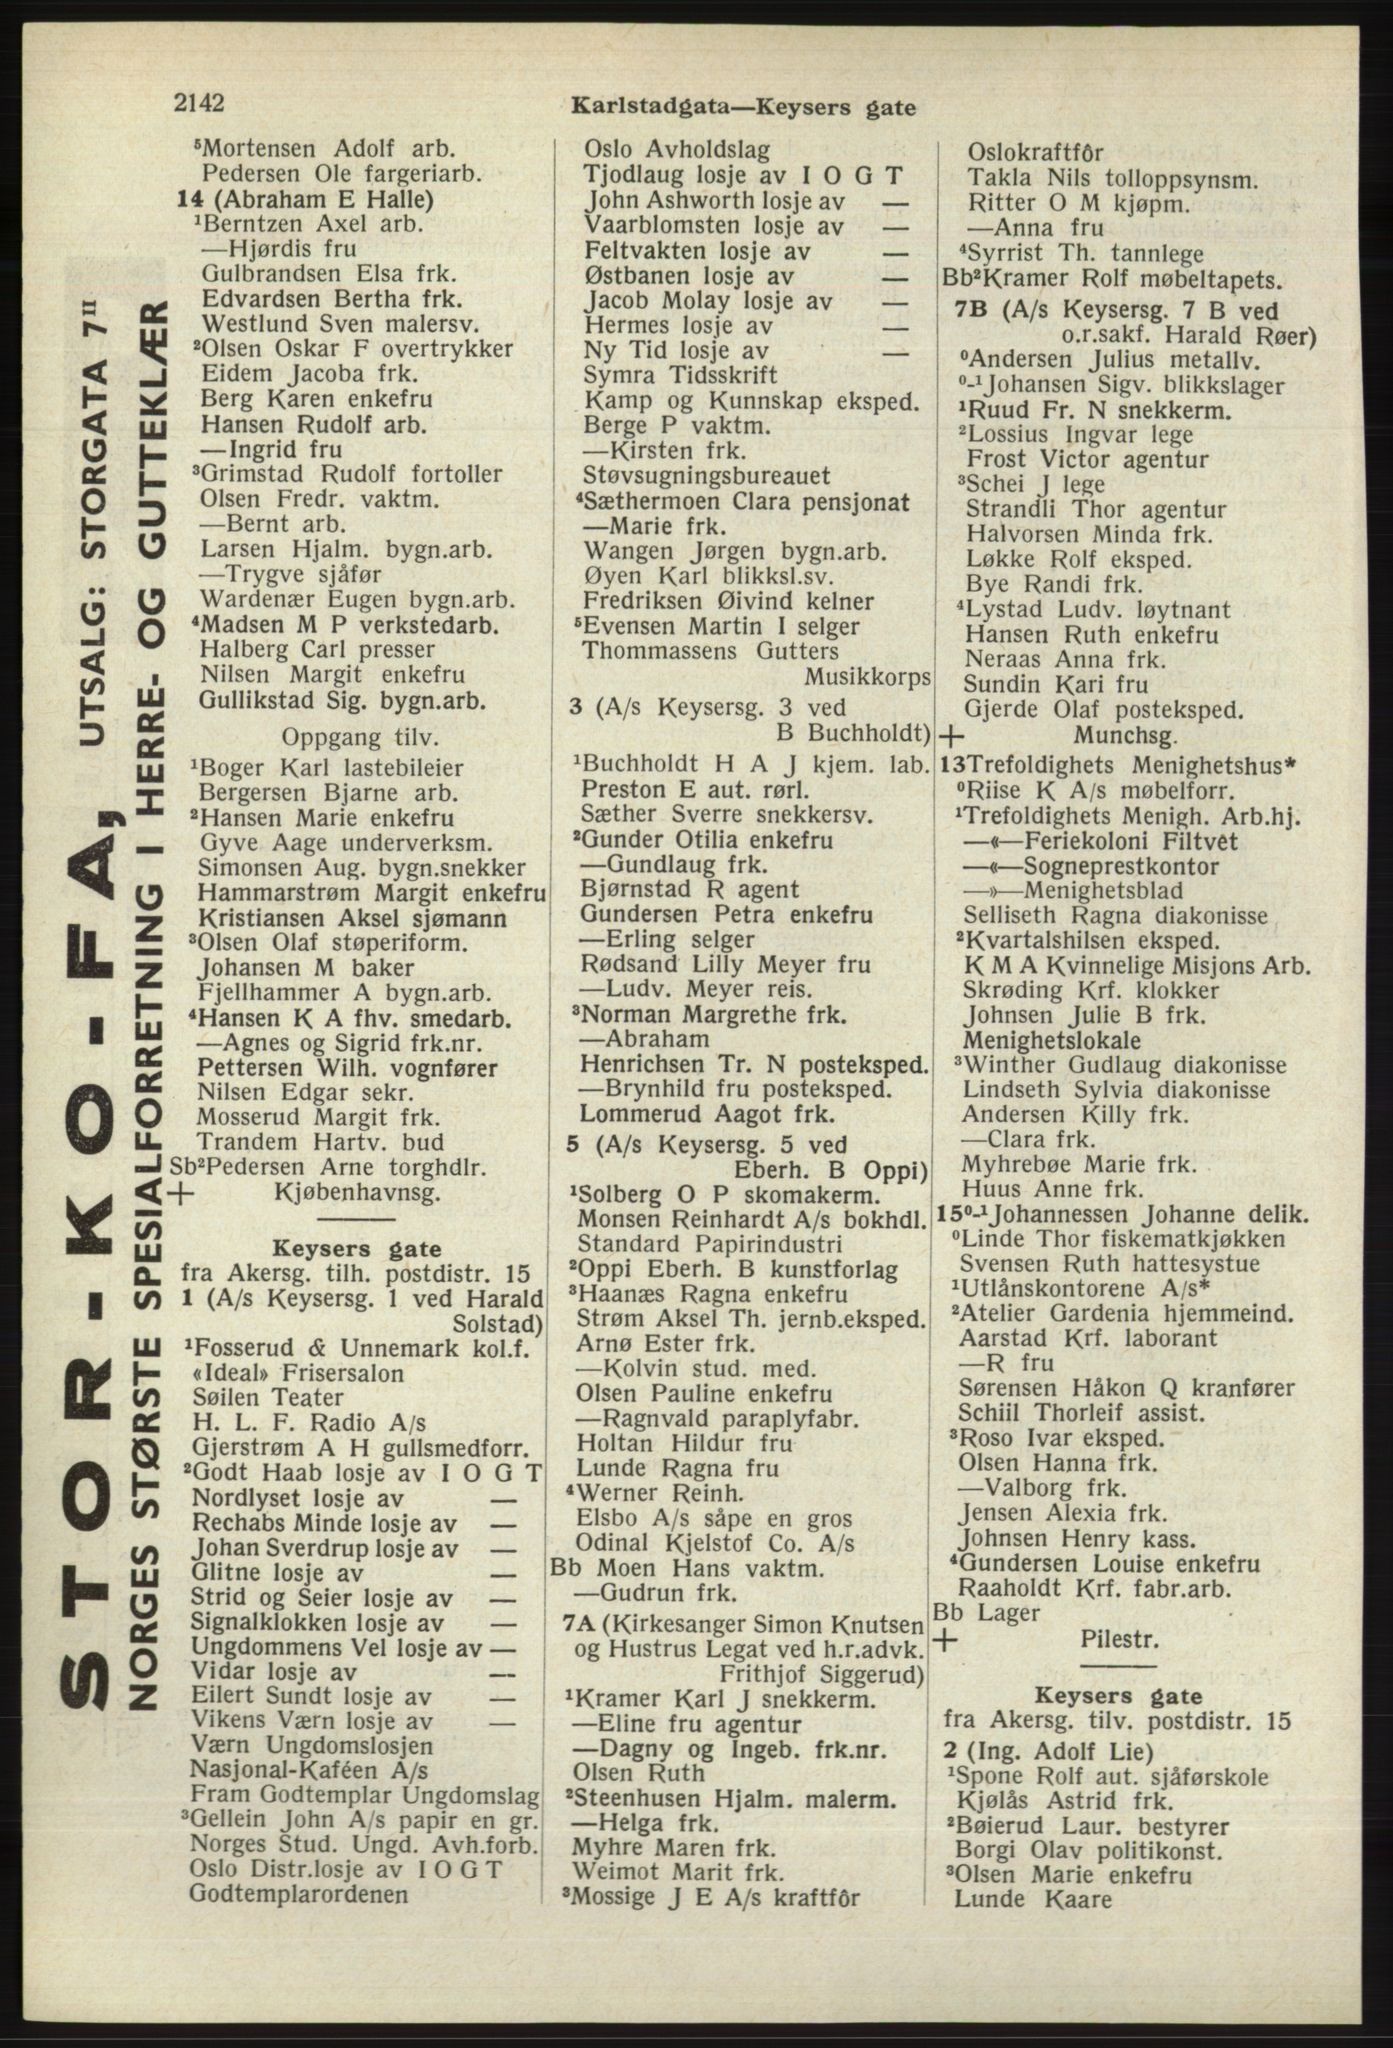 2142
Karlstadgata—Keysers gate
STOR-KO-FA, UTSALG: STORGATA 7ᴵᴵ
NORGES STØRSTE SPESIALFORRETNING I HERRE- OG GUTTEKLÆR
⁵Mortensen Adolf arb.
Pedersen Ole fargeriarb.
14 (Abraham E Halle)
¹Berntzen Axel arb.
—Hjørdis fru
Gulbrandsen Elsa frk.
Edvardsen Bertha frk.
Westlund Sven malersv.
²Olsen Oskar F overtrykker
Eidem Jacoba frk.
Berg Karen enkefru
Hansen Rudolf arb.
—Ingrid fru
³Grimstad Rudolf fortoller
Olsen Fredr. vaktm.
—Bernt arb.
Larsen Hjalm. bygn.arb.
—Trygve sjåfør
Wardenær Eugen bygn.arb.
⁴Madsen M P verkstedarb.
Halberg Carl presser
Nilsen Margit enkefru
Gullikstad Sig. bygn.arb.
Oppgang tilv.
¹Boger Karl lastebileier
Bergersen Bjarne arb.
²Hansen Marie enkefru
Gyve Aage underverksm.
Simonsen Aug. bygn.snekker
Hammarstrøm Margit enkefru
Kristiansen Aksel sjømann
³Olsen Olaf støperiform.
Johansen M baker
Fjellhammer A bygn.arb.
⁴Hansen K A fhv. smedarb.
—Agnes og Sigrid frk.nr.
Pettersen Wilh. vognfører
Nilsen Edgar sekr.
Mosserud Margit frk.
Trandem Hartv. bud
Sb²Pedersen Arne torghdlr.
+ Kjøbenhavnsg.
Keysers gate
fra Akersg. tilh. postdistr. 15
1 (A/s Keysersg. 1 ved Harald
Solstad)
¹Fosserud & Unnemark kol.f.
«Ideal» Frisersalon
Søilen Teater
H. L. F. Radio A/s
Gjerstrøm A H gullsmedforr.
²Godt Haab losje av I O G T
Nordlyset losje av —
Rechabs Minde losje av —
Johan Sverdrup losje av —
Glitne losje av —
Strid og Seier losje av —
Signalklokken losje av —
Ungdommens Vel losje av —
Vidar losje av —
Eilert Sundt losje av —
Vikens Værn losje av —
Værn Ungdomslosjen
Nasjonal-Kaféen A/s
Fram Godtemplar Ungdomslag
³Gellein John A/s papir en gr.
Norges Stud. Ungd. Avh.forb.
Oslo Distr.losje av I O G T
Godtemplarordenen
Oslo Avholdslag
Tjodlaug losje av I O G T
John Ashworth losje av —
Vaarblomsten losje av —
Feltvakten losje av —
Østbanen losje av —
Jacob Molay losje av —
Hermes losje av —
Ny Tid losje av —
Symra Tidsskrift
Kamp og Kunnskap eksped.
Berge P vaktm.
—Kirsten frk.
Støvsugningsbureauet
⁴Sæthermoen Clara pensjonat
—Marie frk.
Wangen Jørgen bygn.arb.
Øyen Karl blikksl.sv.
Fredriksen Øivind kelner
⁵Evensen Martin I selger
Thommassens Gutters
Musikkorps
3 (A/s Keysersg. 3 ved
B Buchholdt)
¹Buchholdt H A J kjem. lab.
Preston E aut. rørl.
Sæther Sverre snekkersv.
²Gunder Otilia enkefru
—Gundlaug frk.
Bjørnstad R agent
Gundersen Petra enkefru
—Erling selger
Rødsand Lilly Meyer fru
—Ludv. Meyer reis.
³Norman Margrethe frk.
—Abraham
Henrichsen Tr. N posteksped.
—Brynhild fru posteksped.
Lommerud Aagot frk.
5 (A/s Keysersg. 5 ved
Eberh. B Oppi)
¹Solberg O P skomakerm.
Monsen Reinhardt A/s bokhdl.
Standard Papirindustri
²Oppi Eberh. B kunstforlag
³Haanæs Ragna enkefru
Strøm Aksel Th. jernb.eksped.
Arnø Ester frk.
—Kolvin stud. med.
Olsen Pauline enkefru
—Ragnvald paraplyfabr.
Holtan Hildur fru
Lunde Ragna fru
⁴Werner Reinh.
Elsbo A/s såpe en gros
Odinal Kjelstof Co. A/s
Bb Moen Hans vaktm.
—Gudrun frk.
7A (Kirkesanger Simon Knutsen
og Hustrus Legat ved h.r.advk.
Frithjof Siggerud)
¹Kramer Karl J snekkerm.
—Eline fru agentur
—Dagny og Ingeb. frk.nr.
Olsen Ruth
²Steenhusen Hjalm. malerm.
—Helga frk.
Myhre Maren frk.
Weimot Marit frk.
³Mossige J E A/s kraftfôr
Oslokraftfôr
Takla Nils tolloppsynsm.
Ritter O M kjøpm.
—Anna fru
⁴Syrrist Th. tannlege
Bb²Kramer Rolf møbeltapets.
7B (A/s Keysersg. 7 B ved
o.r.sakf. Harald Røer)
⁰Andersen Julius metallv.
⁰-¹Johansen Sigv. blikkslager
¹Ruud Fr. N snekkerm.
²Lossius Ingvar lege
Frost Victor agentur
³Schei J lege
Strandli Thor agentur
Halvorsen Minda frk.
Løkke Rolf eksped.
Bye Randi frk.
⁴Lystad Ludv. løytnant
Hansen Ruth enkefru
Neraas Anna frk.
Sundin Kari fru
Gjerde Olaf posteksped.
+ Munchsg.
13Trefoldighets Menighetshus*
⁰Riise K A/s møbelforr.
¹Trefoldighets Menigh. Arb.hj.
—«—Feriekoloni Filtvet
—«—Sogneprestkontor
—»—Menighetsblad
Selliseth Ragna diakonisse
²Kvartalshilsen eksped.
K M A Kvinnelige Misjons Arb.
Skrøding Krf. klokker
Johnsen Julie B frk.
Menighetslokale
³Winther Gudlaug diakonisse
Lindseth Sylvia diakonisse
Andersen Killy frk.
—Clara frk.
Myhrebøe Marie frk.
Huus Anne frk.
15⁰-¹Johannessen Johanne delik.
⁰Linde Thor fiskematkjøkken
Svensen Ruth hattesystue
¹Utlånskontorene A/s*
²Atelier Gardenia hjemmeind.
Aarstad Krf. laborant
—R fru
Sørensen Håkon Q kranfører
Schiil Thorleif assist.
³Roso Ivar eksped.
Olsen Hanna frk.
—Valborg frk.
Jensen Alexia frk.
Johnsen Henry kass.
⁴Gundersen Louise enkefru
Raaholdt Krf. fabr.arb.
Bb Lager
+ Pilestr.
Keysers gate
fra Akersg. tilv. postdistr. 15
2 (Ing. Adolf Lie)
¹Spone Rolf aut. sjåførskole
Kjølås Astrid frk.
²Bøierud Laur. bestyrer
Borgi Olav politikonst.
³Olsen Marie enkefru
Lunde Kaare